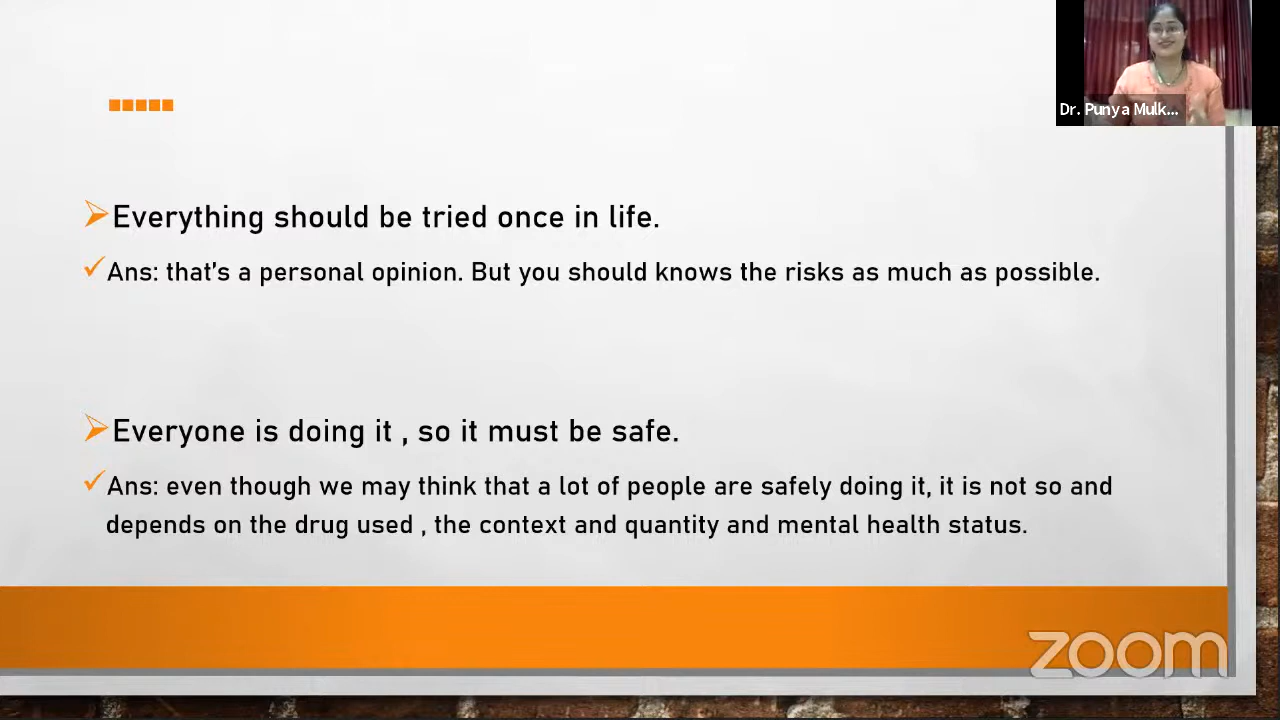 Dr. Punya Mulk...
.....
Everything should be tried once in life.
Ans: that's a personal opinion. But you should knows the risks as much as possible.
Everyone is doing it , so it must be safe.
Ans: even though we may think that a lot of people are safely doing it, it is not so and
depends on the drug used , the context and quantity and mental health status.
zoom